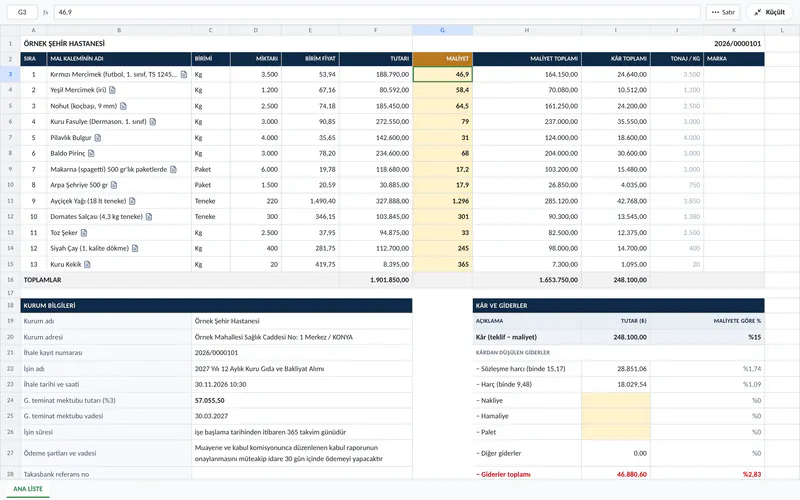 G3 fx 46,9 ••• Satır Küçült
A B C D E F G H I J K L
1 ÖRNEK ŞEHİR HASTANESİ 2026/0000101
2 SIRA MAL KALEMİNİN ADI BİRİMİ MİKTARI BİRİM FİYAT TUTARI MALİYET MALİYET TOPLAMI KÂR TOPLAMI TONAJ / KG MARKA
3 1 Kırmızı Mercimek (futbol, 1. sınıf, TS 1245... Kg 3.500 53,94 188.790,00 46,9 164.150,00 24.640,00 3.500
4 2 Yeşil Mercimek (iri) Kg 1.200 67,16 80.592,00 58,4 70.080,00 10.512,00 1.200
5 3 Nohut (koçbaşı, 9 mm) Kg 2.500 74,18 185.450,00 64,5 161.250,00 24.200,00 2.500
6 4 Kuru Fasulye (Dermason, 1. sınıf) Kg 3.000 90,85 272.550,00 79 237.000,00 35.550,00 3.000
7 5 Pilavlık Bulgur Kg 4.000 35,65 142.600,00 31 124.000,00 18.600,00 4.000
8 6 Baldo Pirinç Kg 3.000 78,20 234.600,00 68 204.000,00 30.600,00 3.000
9 7 Makarna (spagetti) 500 gr'lık paketlerde Paket 6.000 19,78 118.680,00 17,2 103.200,00 15.480,00 3.000
10 8 Arpa Şehriye 500 gr Paket 1.500 20,59 30.885,00 17,9 26.850,00 4.035,00 750
11 9 Ayçiçek Yağı (18 lt teneke) Teneke 220 1.490,40 327.888,00 1.296 285.120,00 42.768,00 3.850
12 10 Domates Salçası (4,3 kg teneke) Teneke 300 346,15 103.845,00 301 90.300,00 13.545,00 1.380
13 11 Toz Şeker Kg 2.500 37,95 94.875,00 33 82.500,00 12.375,00 2.500
14 12 Siyah Çay (1. kalite dökme) Kg 400 281,75 112.700,00 245 98.000,00 14.700,00 400
15 13 Kuru Kekik Kg 20 419,75 8.395,00 365 7.300,00 1.095,00 20
16 TOPLAMLAR 1.901.850,00 1.653.750,00 248.100,00
17
18 KURUM BİLGİLERİ KÂR VE GİDERLER
19 Kurum adı Örnek Şehir Hastanesi AÇIKLAMA TUTAR (₺) MALİYETE GÖRE %
20 Kurum adresi Örnek Mahallesi Sağlık Caddesi No: 1 Merkez / KONYA Kâr (teklif − maliyet) 248.100,00 %15
21 İhale kayıt numarası 2026/0000101 KÂRDAN DÜŞÜLEN GİDERLER
22 İşin adı 2027 Yılı 12 Aylık Kuru Gıda ve Bakliyat Alımı − Sözleşme harcı (binde 15,17) 28.851,06 %1,74
23 İhale tarihi ve saati 30.11.2026 10:30 − Harç (binde 9,48) 18.029,54 %1,09
24 G. teminat mektubu tutarı (%3) 57.055,50 − Nakliye %0
25 G. teminat mektubu vadesi 30.03.2027 − Hamaliye %0
26 İşin süresi işe başlama tarihinden itibaren 365 takvim günüdür − Palet %0
27 Ödeme şartları ve vadesi Muayene ve kabul komisyonunca düzenlenen kabul raporunun
onaylanmasını müteakip idare 30 gün içinde ödemeyi yapacaktır − Diğer giderler 0.00 %0
28 Takasbank referans no − Giderler toplamı 46.880,60 %2,83
ANA LİSTE